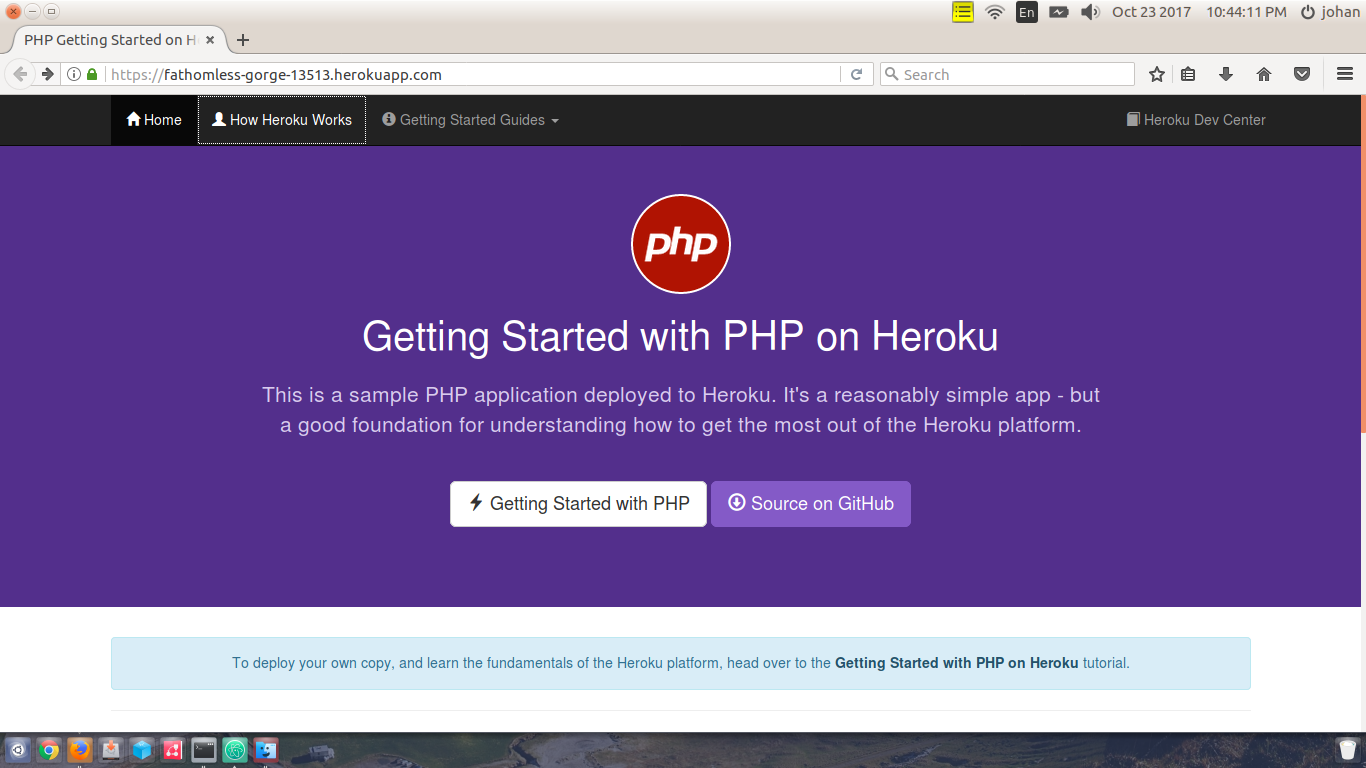 En
Oct 23 2017
10:44:11 PM
johan
PHP Getting Started on H
https://fathomless-gorge-13513.herokuapp.com
Search
Home
How Heroku Works
Getting Started Guides
Heroku Dev Center
php
Getting Started with PHP on Heroku
This is a sample PHP application deployed to Heroku. It's a reasonably simple app - but
a good foundation for understanding how to get the most out of the Heroku platform.
Getting Started with PHP
Source on GitHub
To deploy your own copy, and learn the fundamentals of the Heroku platform, head over to the Getting Started with PHP on Heroku tutorial.